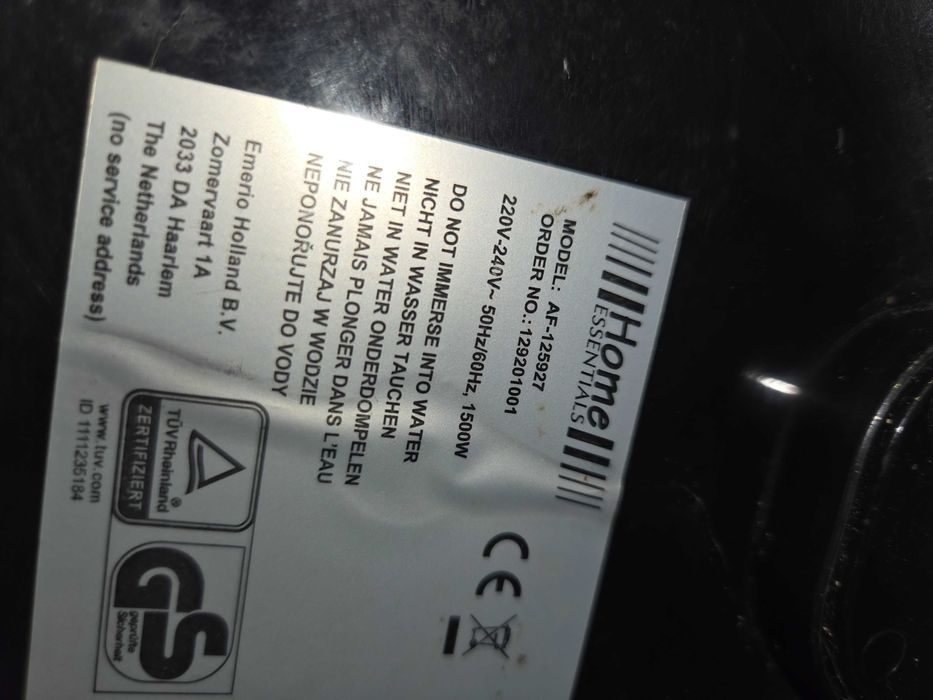 Home
ESSENTIALS
MODEL: AF-125927
ORDER NO.: 129201001
220V-240V~ 50Hz/60Hz, 1500W
DO NOT IMMERSE INTO WATER
NICHT IN WASSER TAUCHEN
NIET IN WATER ONDERDOMPELEN
NE JAMAIS PLONGER DANS L'EAU
NIE ZANURZAJ W WODZIE
NEPONOŘUJTE DO VODY
Emerio Holland B.V.
Zomervaart 1A
2033 DA Haarlem
The Netherlands
(no service address)
CE
TÜVRheinland®
ZERTIFIZIERT
www.tuv.com
ID 1111235184
GS
geprüfte
Sicherheit